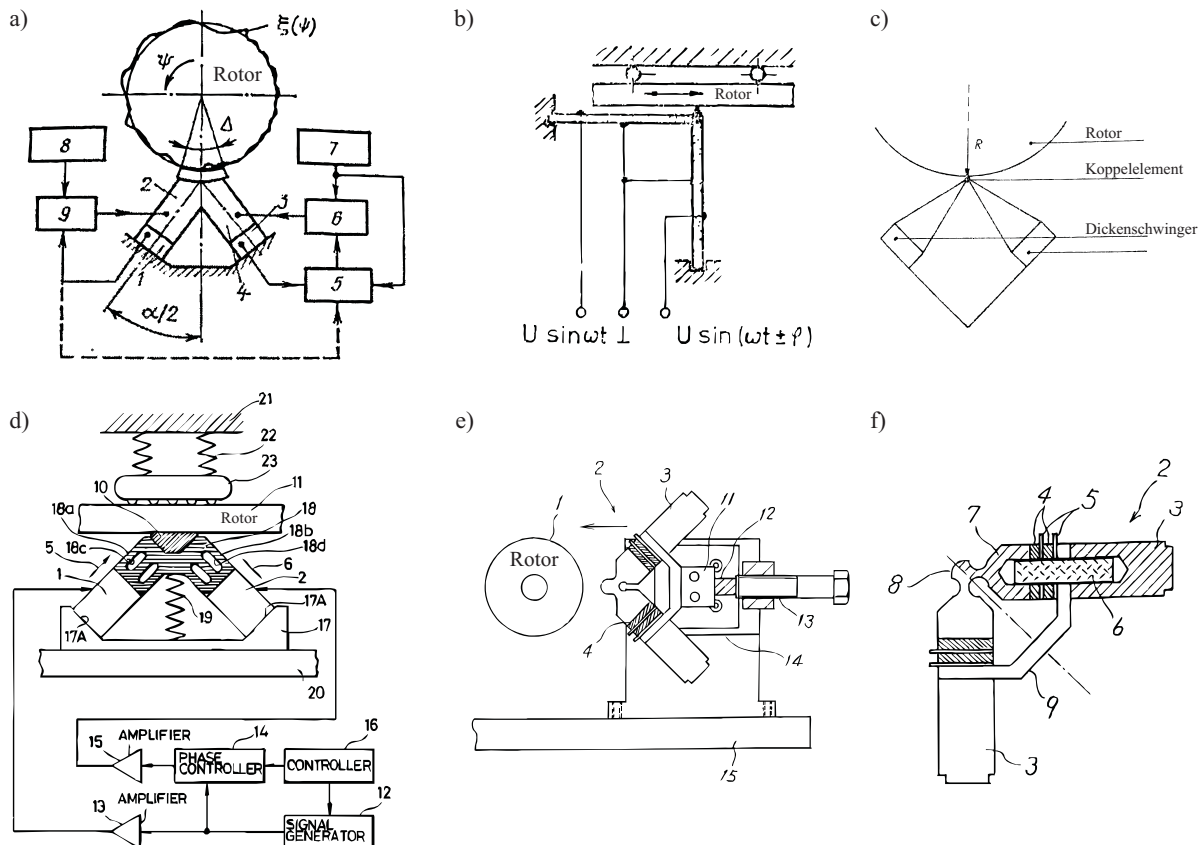 a)
ξ(ψ)
ψ
Rotor
Δ
8
7
2
3
9
6
1
4
5
α/2
b)
Rotor
U sinωt ⊥ U sin (ωt ± φ)
c)
R
Rotor
Koppelelement
Dickenschwinger
d)
21
22
23
11
10
18
18a
Rotor
18b
18c
18d
5
6
1
2
19
17A
17A
17
20
AMPLIFIER
15
14
16
PHASE
CONTROLLER
CONTROLLER
AMPLIFIER
13
12
SIGNAL
GENERATOR
e)
2
3
1
11
12
Rotor
13
4
14
15
f)
2
4
5
3
7
8
6
9
3